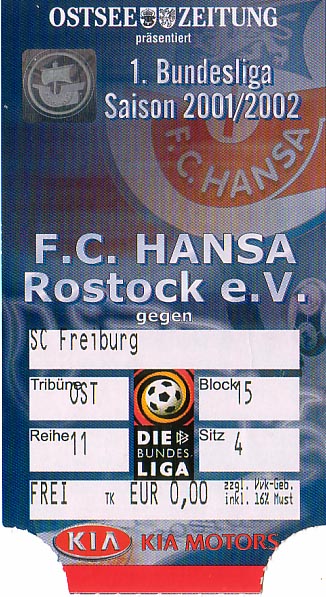 OSTSEE ZEITUNG
präsentiert
1. Bundesliga
Saison 2001/2002
F.C. HANSA
F.C. HANSA
Rostock e.V.
gegen
SC Freiburg
Tribüne OST Block 15
Reihe 11 Sitz 4
DIE
BUNDES
LIGA
FREI TK EUR 0,00 zzgl. Vvk-Geb.
inkl. 16% Mwst
KIA KIA MOTORS